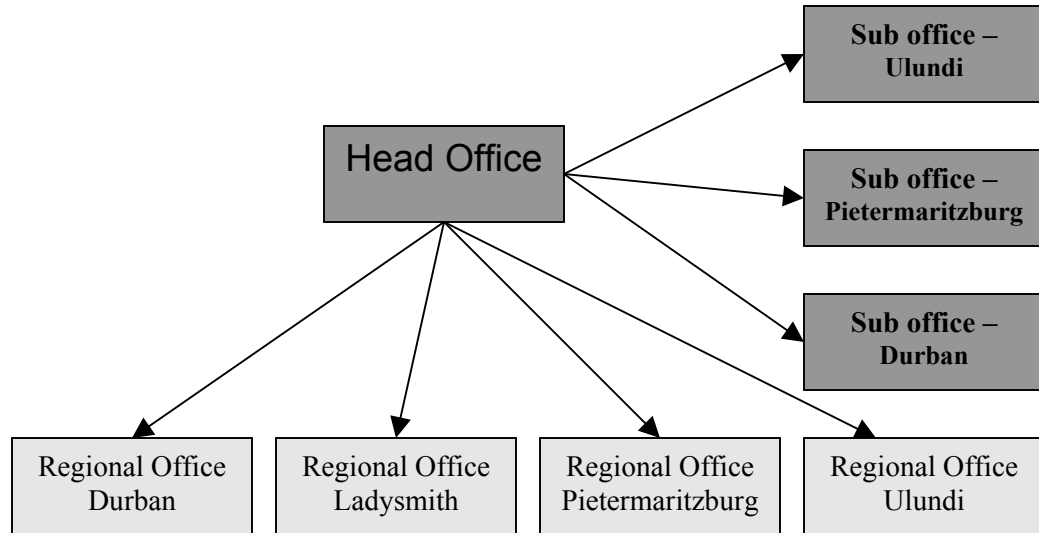 Sub office –
Ulundi
Head Office
Sub office –
Pietermaritzburg
Sub office –
Durban
Regional Office
Durban
Regional Office
Ladysmith
Regional Office
Pietermaritzburg
Regional Office
Ulundi